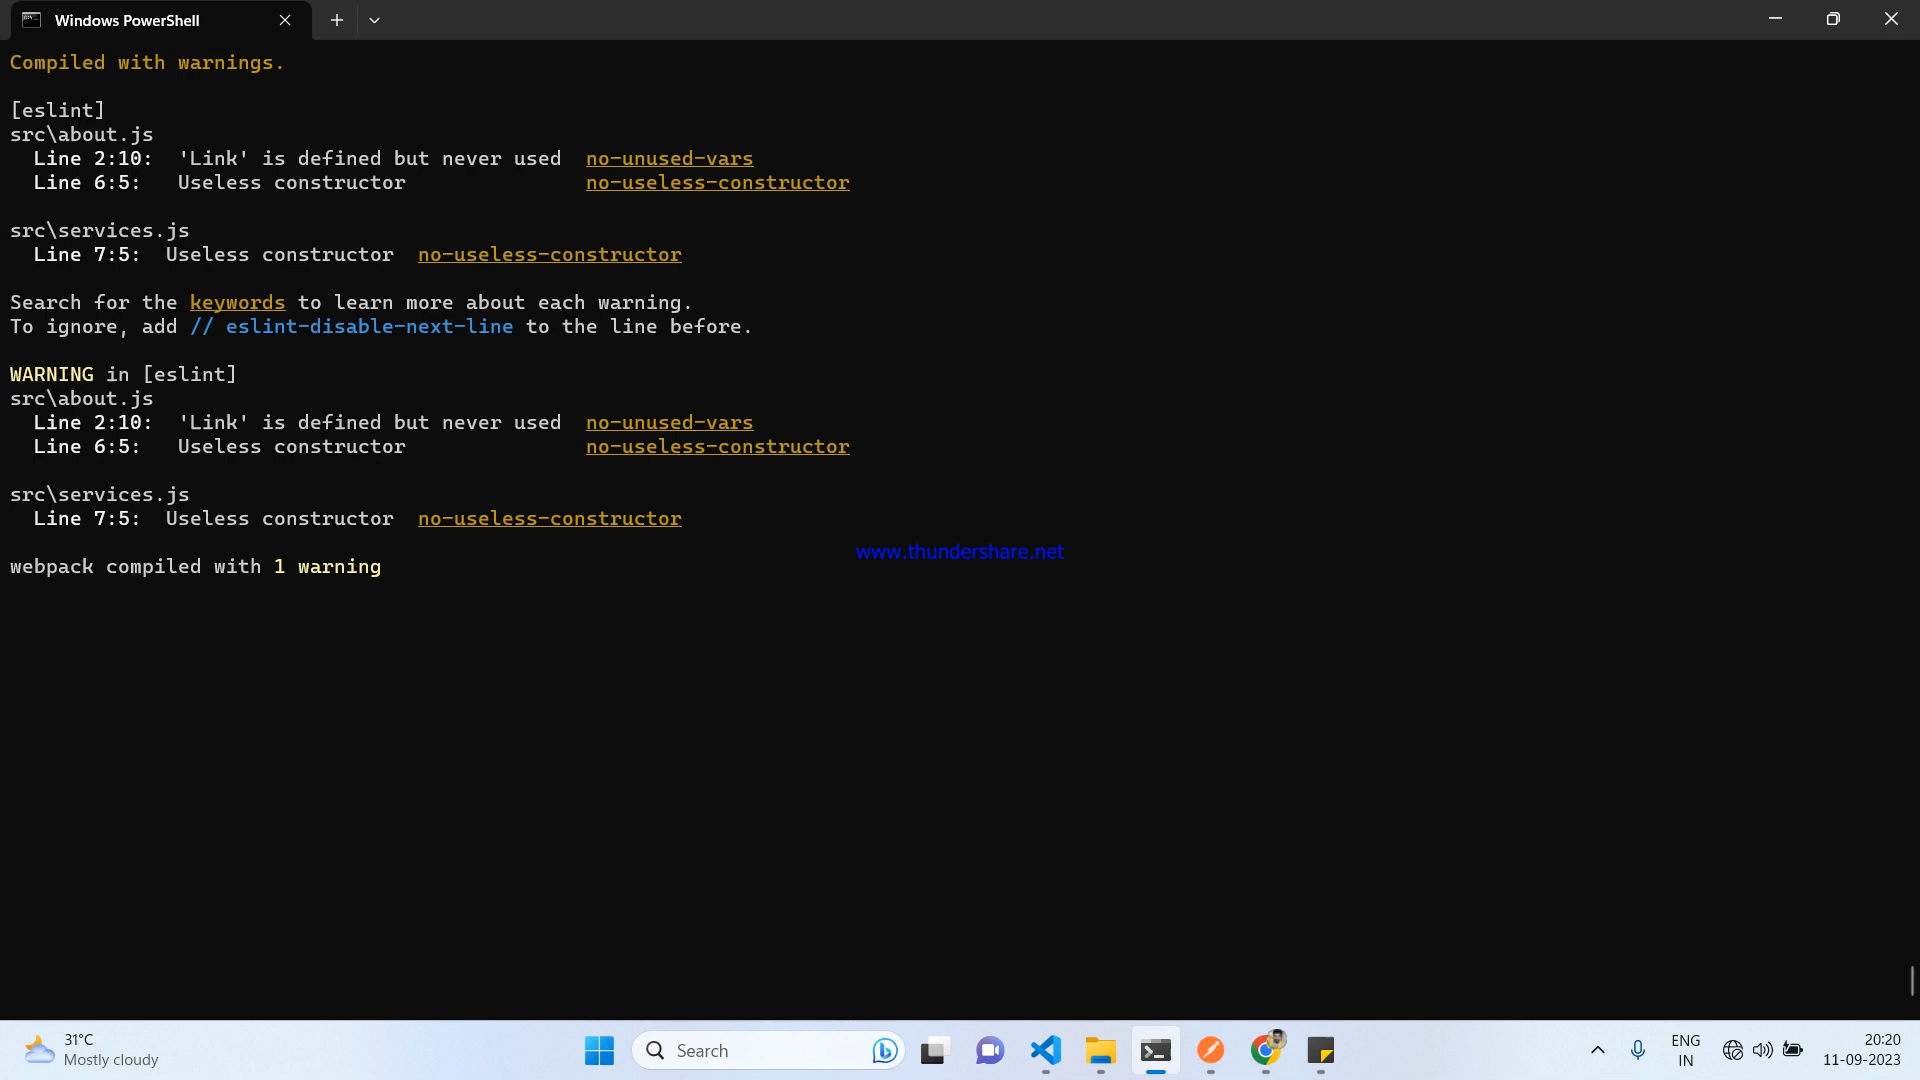 Windows PowerShell
Compiled with warnings.
[eslint]
src\about.js
  Line 2:10:  'Link' is defined but never used  no-unused-vars
  Line 6:5:   Useless constructor               no-useless-constructor
src\services.js
  Line 7:5:  Useless constructor  no-useless-constructor
Search for the keywords to learn more about each warning.
To ignore, add // eslint-disable-next-line to the line before.
WARNING in [eslint]
src\about.js
  Line 2:10:  'Link' is defined but never used  no-unused-vars
  Line 6:5:   Useless constructor               no-useless-constructor
src\services.js
  Line 7:5:  Useless constructor  no-useless-constructor
www.thundershare.net
webpack compiled with 1 warning
31°C
Mostly cloudy
Search
ENG
IN
20:20
11-09-2023